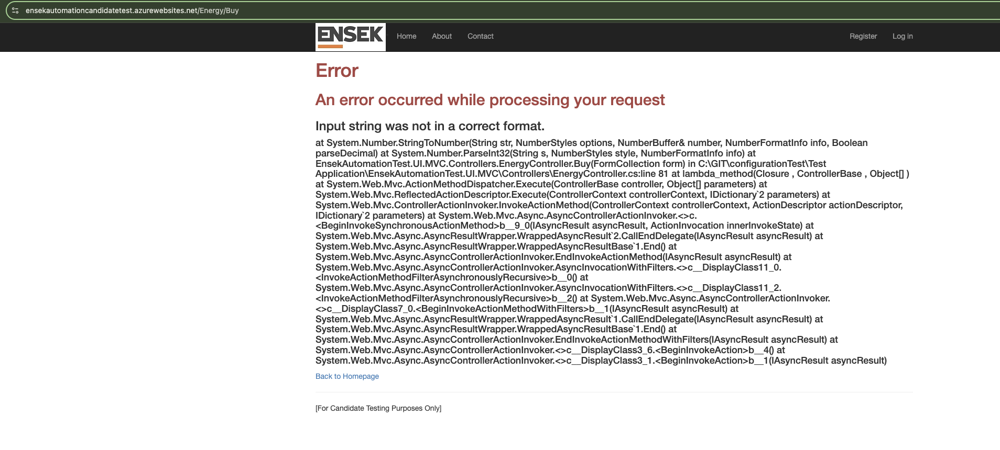 ensekautomationcandidatetest.azurewebsites.net/Energy/Buy
ENSEK Home About Contact Register Log in
Error
An error occurred while processing your request
Input string was not in a correct format.
at System.Number.StringToNumber(String str, NumberStyles options, NumberBuffer& number, NumberFormatInfo info, Boolean
parseDecimal) at System.Number.ParseInt32(String s, NumberStyles style, NumberFormatInfo info) at
EnsekAutomationTest.UI.MVC.Controllers.EnergyController.Buy(FormCollection form) in C:\GIT\configurationTest\Test
Application\EnsekAutomationTest.UI.MVC\Controllers\EnergyController.cs:line 81 at lambda_method(Closure , ControllerBase , Object[] )
at System.Web.Mvc.ActionMethodDispatcher.Execute(ControllerBase controller, Object[] parameters) at
System.Web.Mvc.ReflectedActionDescriptor.Execute(ControllerContext controllerContext, IDictionary`2 parameters) at
System.Web.Mvc.ControllerActionInvoker.InvokeActionMethod(ControllerContext controllerContext, ActionDescriptor actionDescriptor,
IDictionary`2 parameters) at System.Web.Mvc.Async.AsyncControllerActionInvoker.<>c.
<BeginInvokeSynchronousActionMethod>b__9_0(IAsyncResult asyncResult, ActionInvocation innerInvokeState) at
System.Web.Mvc.Async.AsyncResultWrapper.WrappedAsyncResult`2.CallEndDelegate(IAsyncResult asyncResult) at
System.Web.Mvc.Async.AsyncResultWrapper.WrappedAsyncResultBase`1.End() at
System.Web.Mvc.Async.AsyncControllerActionInvoker.EndInvokeActionMethod(IAsyncResult asyncResult) at
System.Web.Mvc.Async.AsyncControllerActionInvoker.AsyncInvocationWithFilters.<>c__DisplayClass11_0.
<InvokeActionMethodFilterAsynchronouslyRecursive>b__0() at
System.Web.Mvc.Async.AsyncControllerActionInvoker.AsyncInvocationWithFilters.<>c__DisplayClass11_2.
<InvokeActionMethodFilterAsynchronouslyRecursive>b__2() at System.Web.Mvc.Async.AsyncControllerActionInvoker.
<>c__DisplayClass7_0.<BeginInvokeActionMethodWithFilters>b__1(IAsyncResult asyncResult) at
System.Web.Mvc.Async.AsyncResultWrapper.WrappedAsyncResult`1.CallEndDelegate(IAsyncResult asyncResult) at
System.Web.Mvc.Async.AsyncResultWrapper.WrappedAsyncResultBase`1.End() at
System.Web.Mvc.Async.AsyncControllerActionInvoker.EndInvokeActionMethodWithFilters(IAsyncResult asyncResult) at
System.Web.Mvc.Async.AsyncControllerActionInvoker.<>c__DisplayClass3_6.<BeginInvokeAction>b__4() at
System.Web.Mvc.Async.AsyncControllerActionInvoker.<>c__DisplayClass3_1.<BeginInvokeAction>b__1(IAsyncResult asyncResult)
Back to Homepage
[For Candidate Testing Purposes Only]